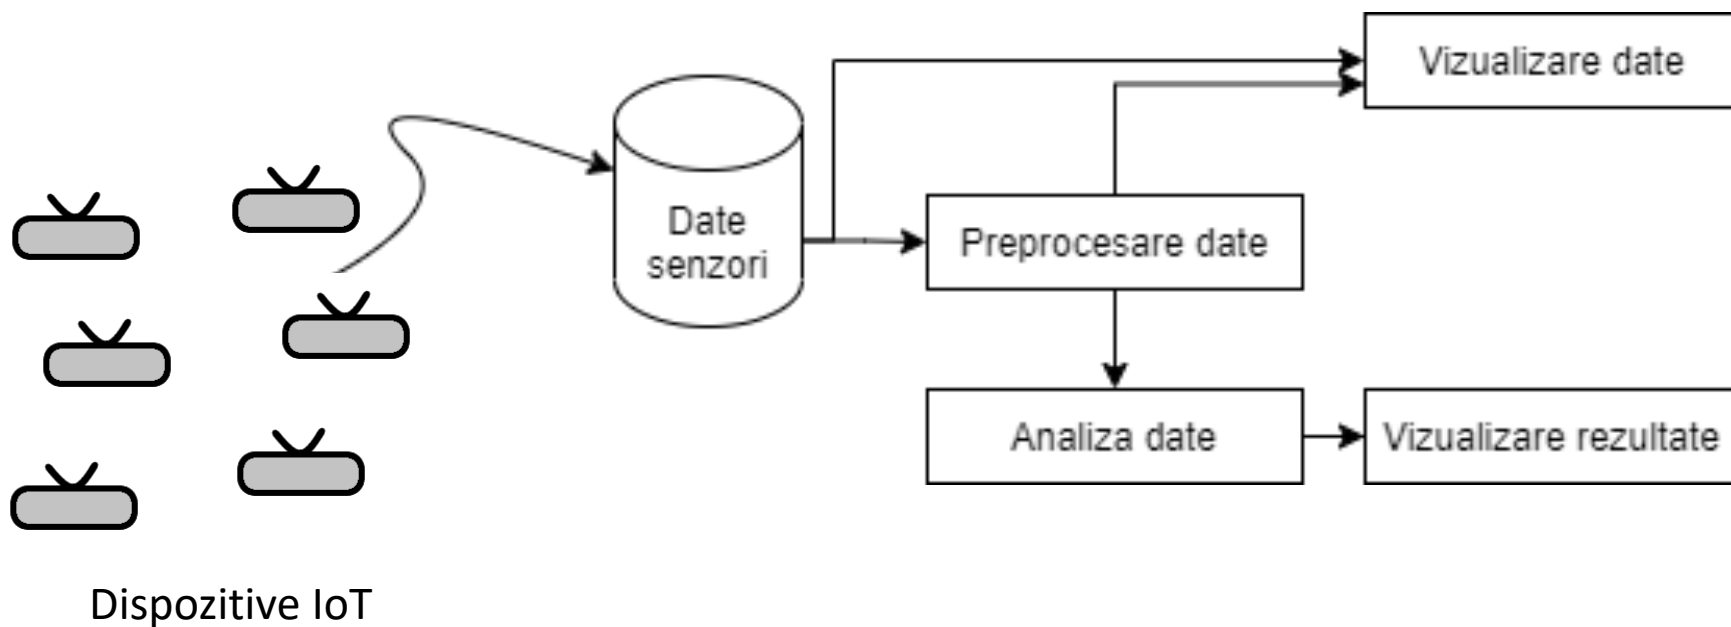 Vizualizare date
Date
senzori
Preprocesare date
Analiza date
Vizualizare rezultate
Dispozitive IoT